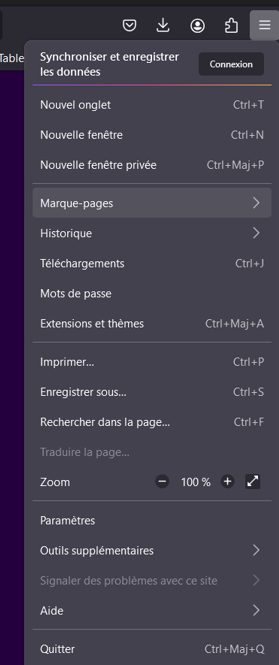 Table
Synchroniser et enregistrer
les données
Connexion
Nouvel onglet Ctrl+T
Nouvelle fenêtre Ctrl+N
Nouvelle fenêtre privée Ctrl+Maj+P
Marque-pages
Historique
Téléchargements Ctrl+J
Mots de passe
Extensions et thèmes Ctrl+Maj+A
Imprimer… Ctrl+P
Enregistrer sous… Ctrl+S
Rechercher dans la page… Ctrl+F
Traduire la page…
Zoom 100 %
Paramètres
Outils supplémentaires
Signaler des problèmes avec ce site
Aide
Quitter Ctrl+Maj+Q